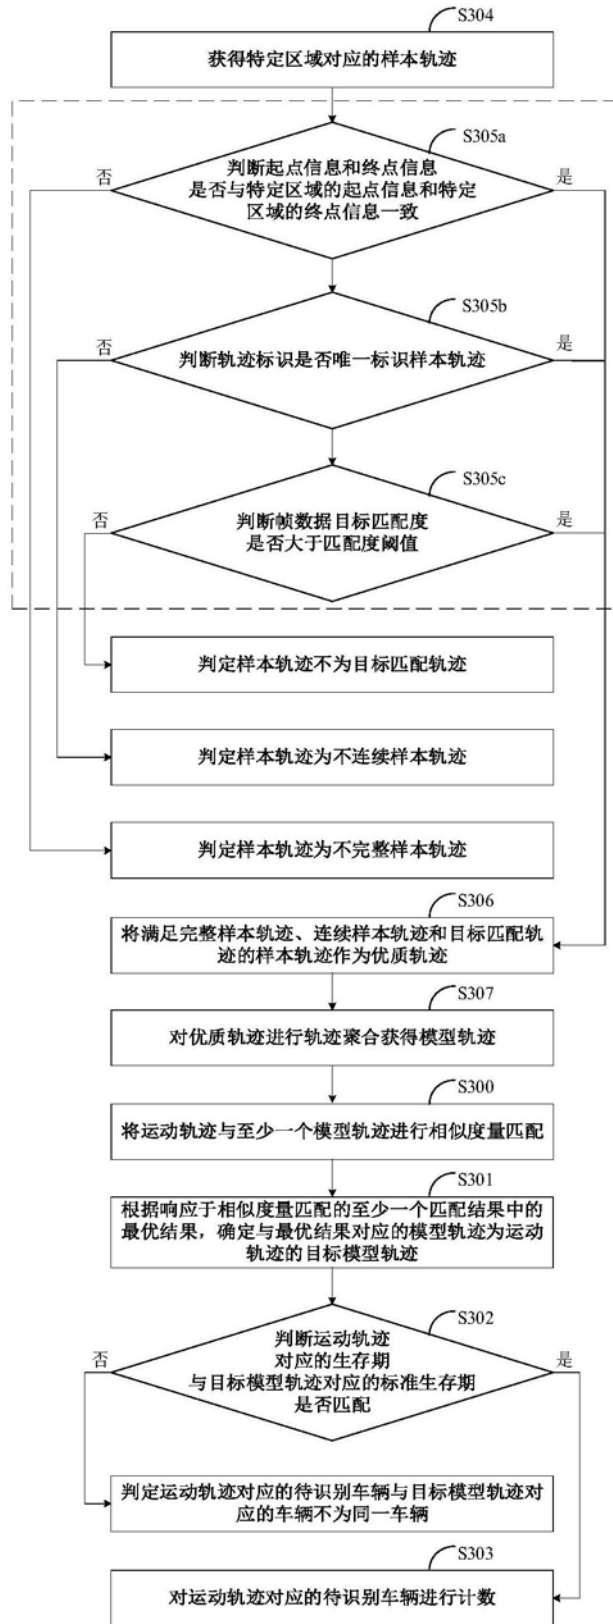 S304
获得特定区域对应的样本轨迹
S305a
判断起点信息和终点信息
是否与特定区域的起点信息和特定
区域的终点信息一致
否
是
S305b
判断轨迹标识是否唯一标识样本轨迹
否
是
S305c
判断帧数据目标匹配度
是否大于匹配度阈值
否
是
判定样本轨迹不为目标匹配轨迹
判定样本轨迹为不连续样本轨迹
判定样本轨迹为不完整样本轨迹
S306
将满足完整样本轨迹、连续样本轨迹和目标匹配轨
迹的样本轨迹作为优质轨迹
S307
对优质轨迹进行轨迹聚合获得模型轨迹
S300
将运动轨迹与至少一个模型轨迹进行相似度量匹配
S301
根据响应于相似度量匹配的至少一个匹配结果中的
最优结果，确定与最优结果对应的模型轨迹为运动
轨迹的目标模型轨迹
S302
判断运动轨迹
对应的生存期
与目标模型轨迹对应的标准生存期
是否匹配
否
是
判定运动轨迹对应的待识别车辆与目标模型轨迹对
应的车辆不为同一车辆
S303
对运动轨迹对应的待识别车辆进行计数